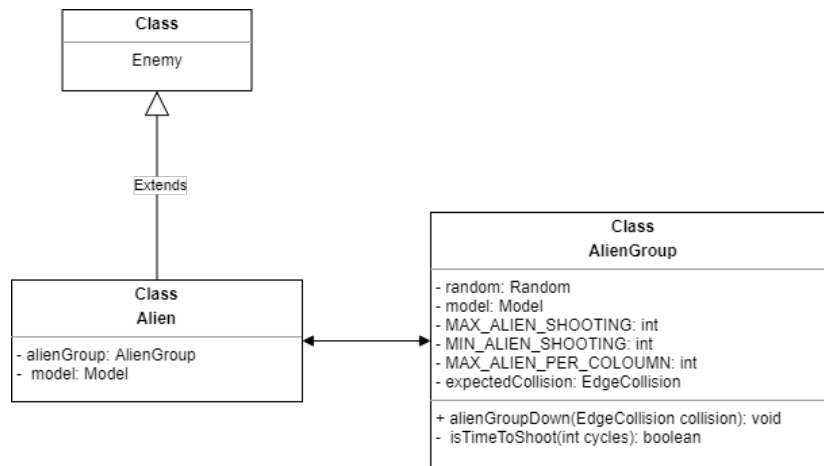 Class
Enemy
Extends
Class
Alien
- alienGroup: AlienGroup
- model: Model
Class
AlienGroup
- random: Random
- model: Model
- MAX_ALIEN_SHOOTING: int
- MIN_ALIEN_SHOOTING: int
- MAX_ALIEN_PER_COLOUMN: int
- expectedCollision: EdgeCollision
+ alienGroupDown(EdgeCollision collision): void
- isTimeToShoot(int cycles): boolean